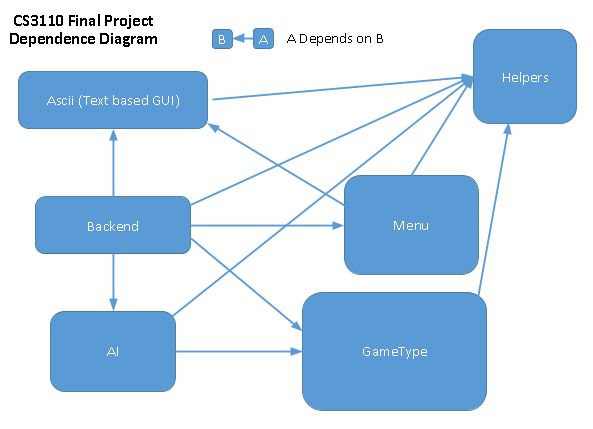 CS3110 Final Project
Dependence Diagram
B
A
A Depends on B
Ascii (Text based GUI)
Helpers
Backend
Menu
AI
GameType